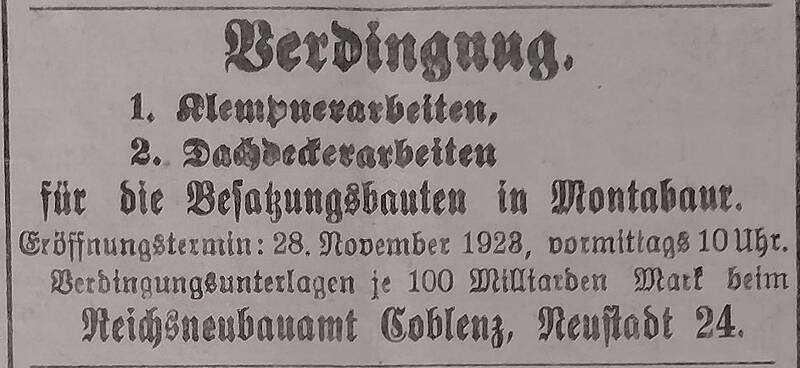 Verdingung.
1. Klempnerarbeiten,
2. Dachdeckerarbeiten
für die Besatzungsbauten in Montabaur.
Eröffnungstermin: 28. November 1923, vormittags 10 Uhr.
Verdingungsunterlagen je 100 Milliarden Mark beim
Reichsneubauamt Coblenz, Neustadt 24.